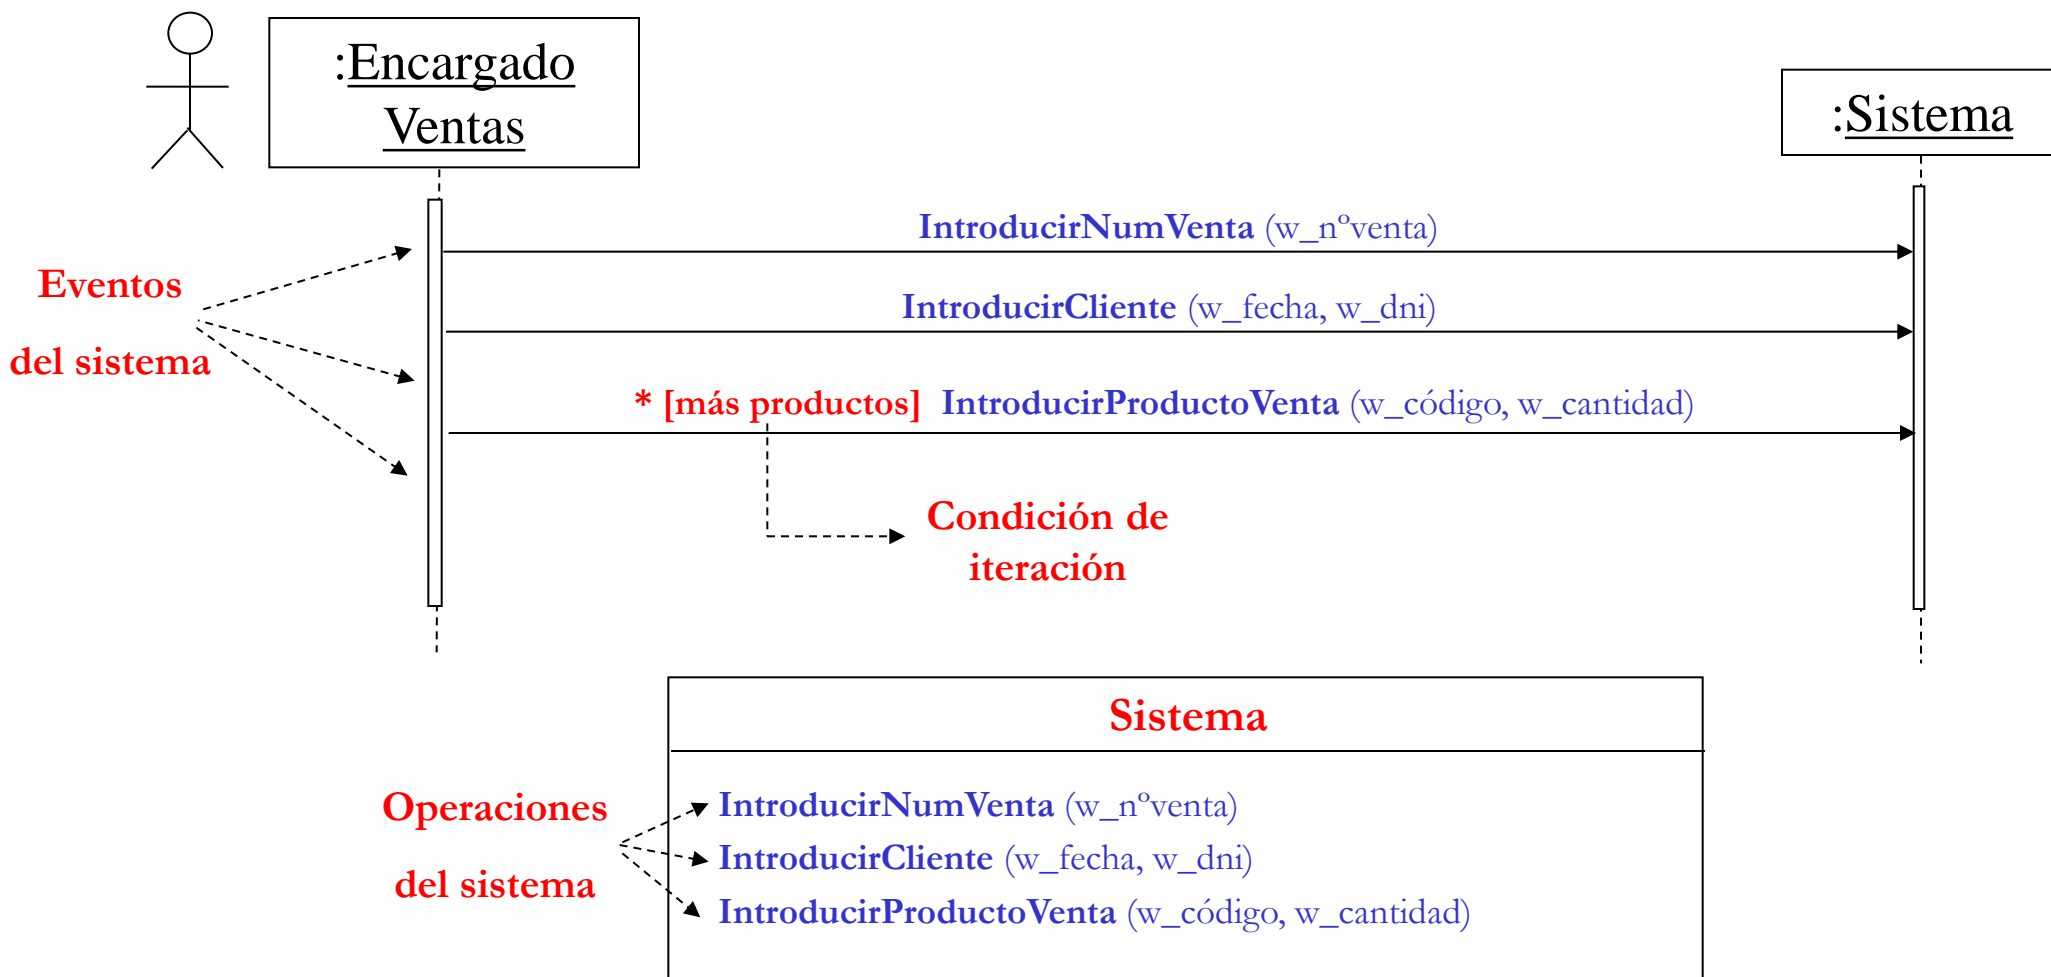 :Encargado
Ventas
:Sistema
IntroducirNumVenta (w_nºventa)
Eventos
del sistema
IntroducirCliente (w_fecha, w_dni)
* [más productos] IntroducirProductoVenta (w_código, w_cantidad)
Condición de
iteración
Sistema
Operaciones
del sistema
IntroducirNumVenta (w_nºventa)
IntroducirCliente (w_fecha, w_dni)
IntroducirProductoVenta (w_código, w_cantidad)